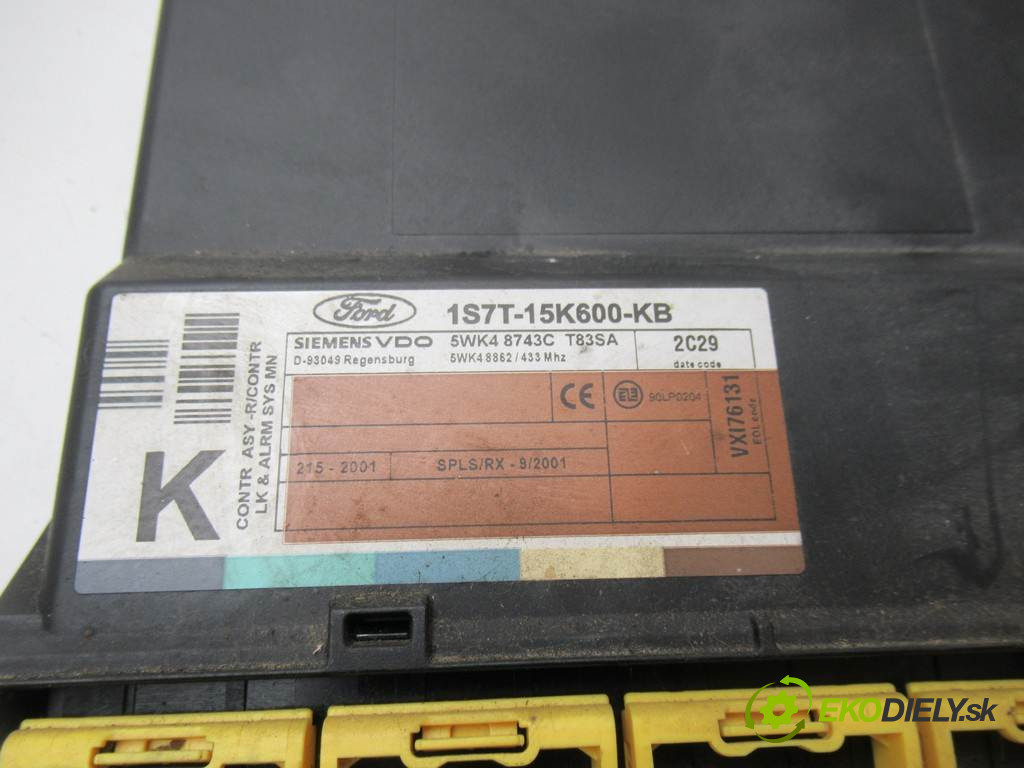 Ford
1S7T-15K600-KB
SIEMENS VDO
5WK4 8743C T83SA
2C29
D-93049 Regensburg
5WK4 8862 / 433 Mhz
date code
CE
90LP0204
VXI76131
EOL code
215 - 2001
SPLS/RX - 9/2001
K
CONTR ASY -R/CONTR
LK & ALRM SYS MN
EKODIELY.sk